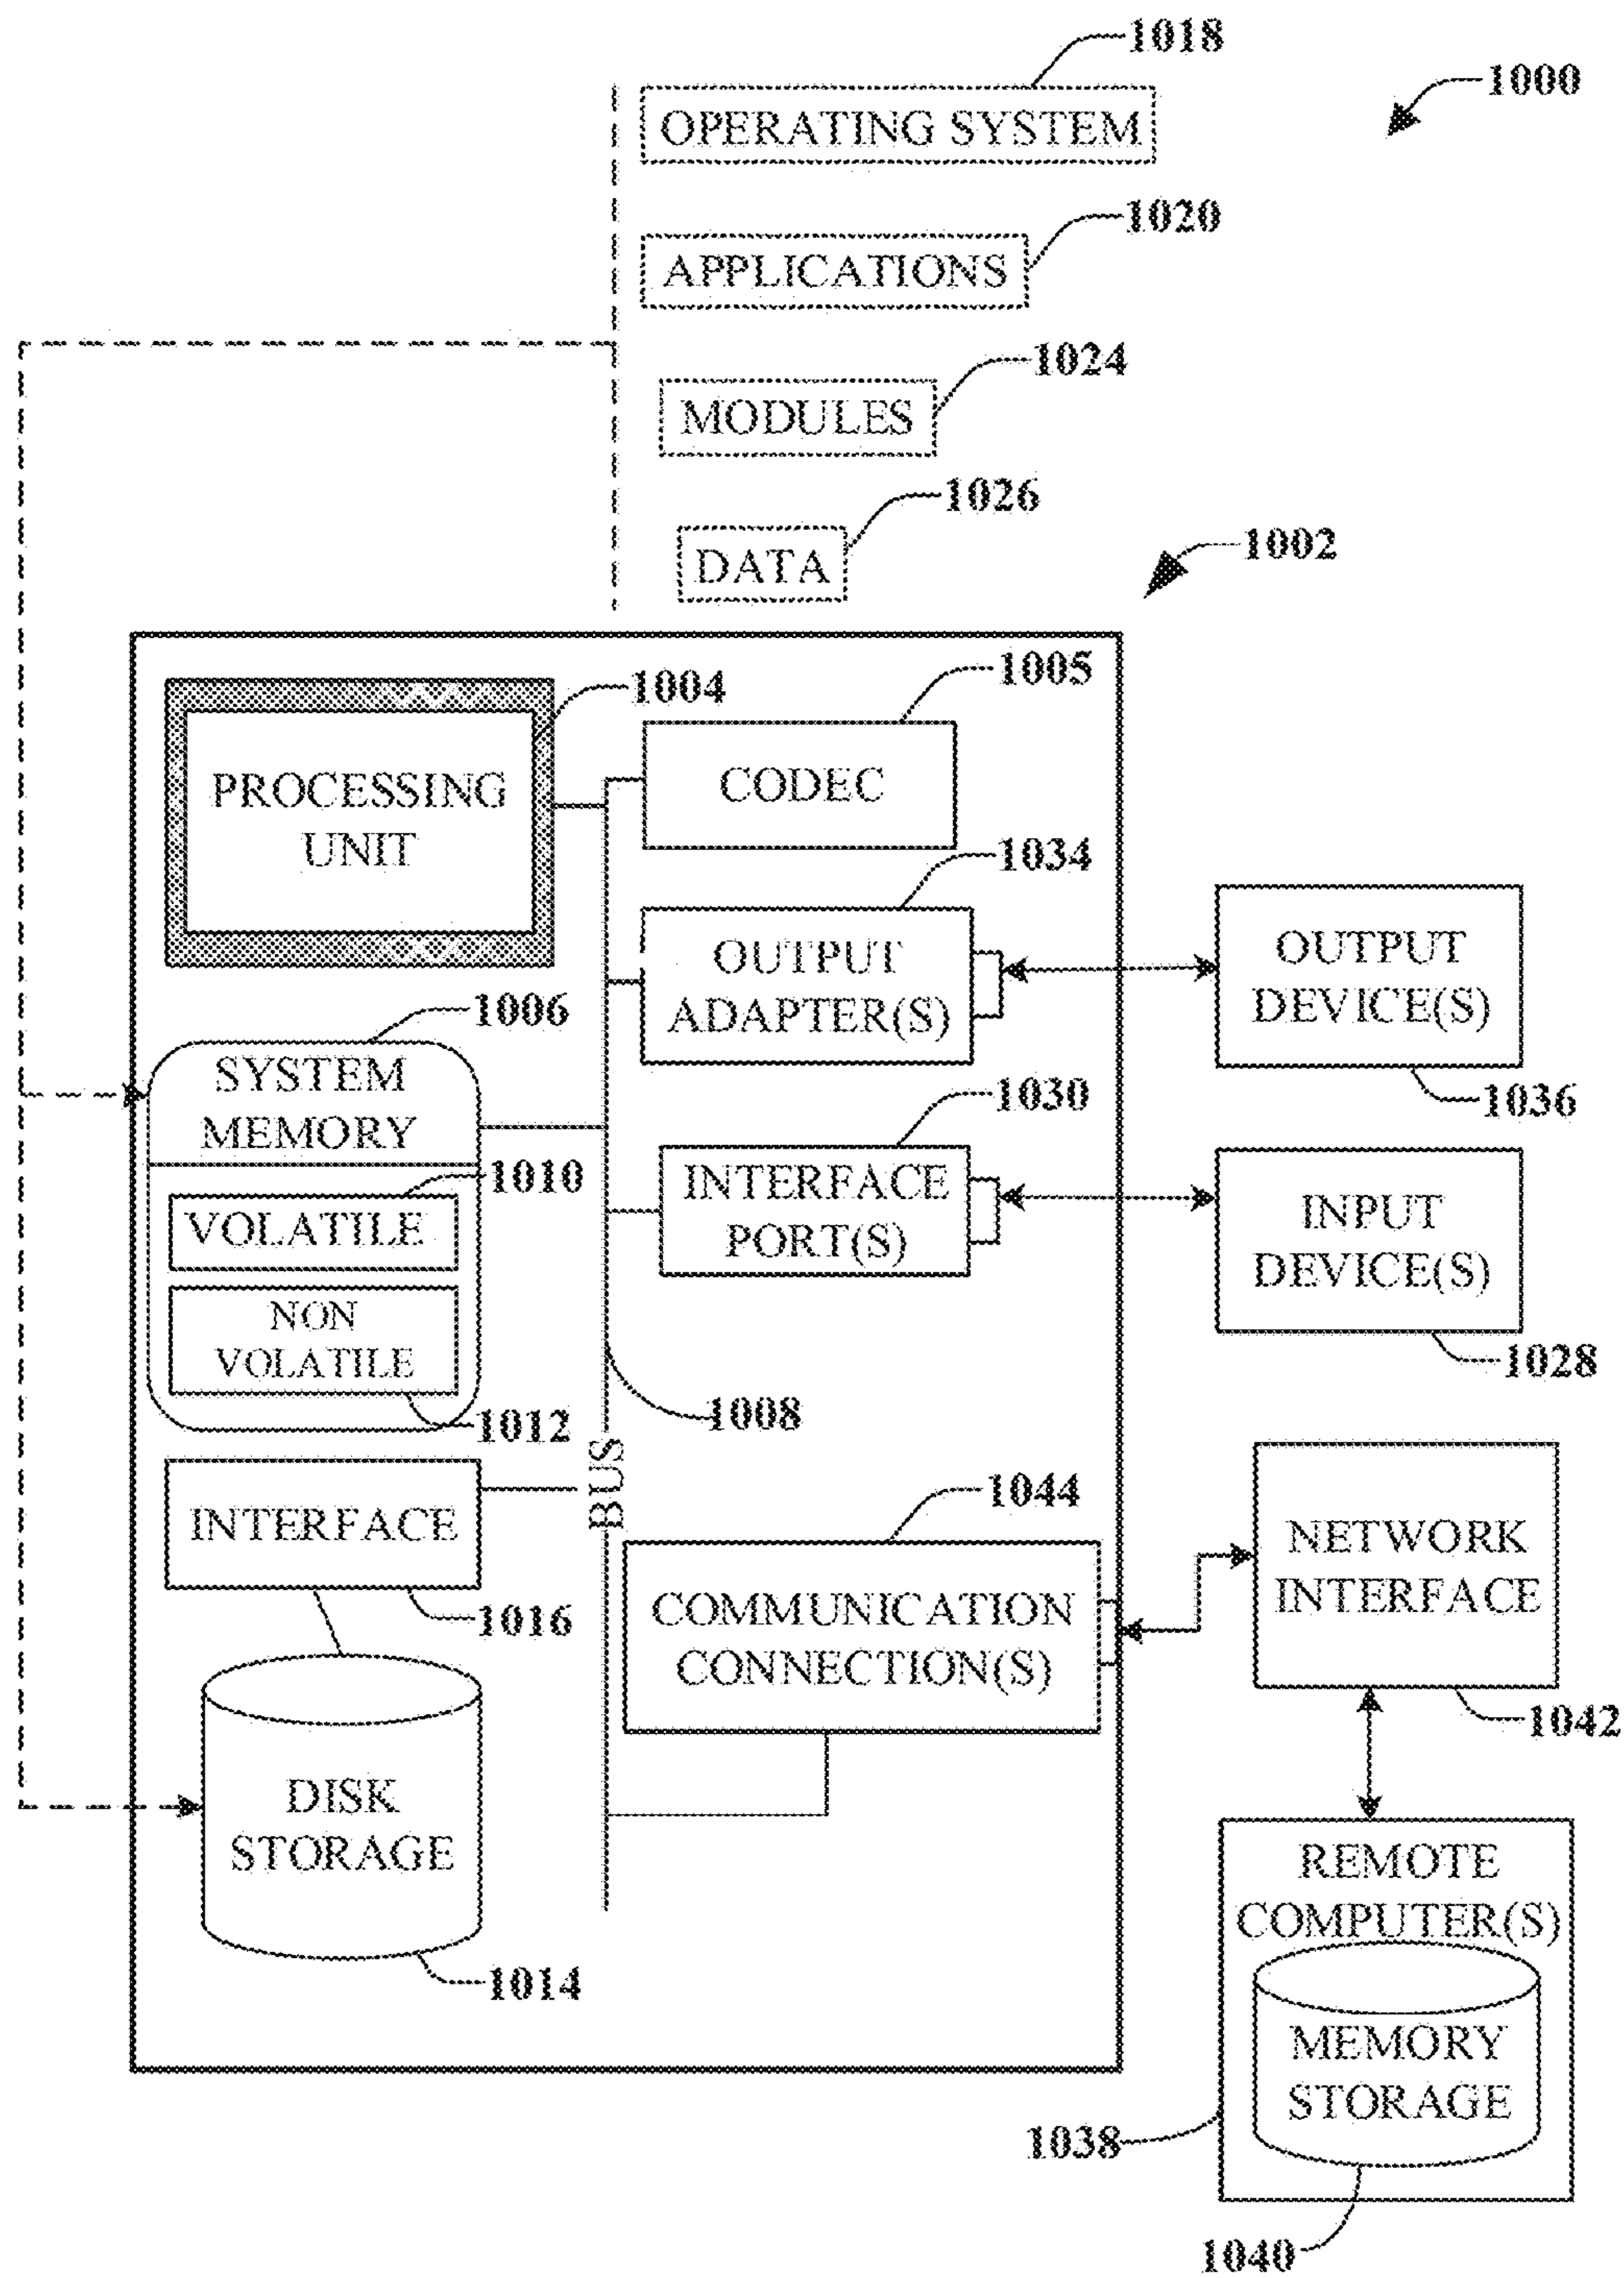 1018
1000
OPERATING SYSTEM
1020
APPLICATIONS
1024
MODULES
1026
DATA
1002
1004
1005
PROCESSING
UNIT
CODEC
1034
OUTPUT
ADAPTER(S)
OUTPUT
DEVICE(S)
1036
1006
SYSTEM
MEMORY
1010
VOLATILE
NON
VOLATILE
1012
1030
INTERFACE
PORT(S)
INPUT
DEVICE(S)
1028
1008
BUS
INTERFACE
1016
1044
COMMUNICATION
CONNECTION(S)
NETWORK
INTERFACE
1042
DISK
STORAGE
1014
REMOTE
COMPUTER(S)
MEMORY
STORAGE
1038
1040